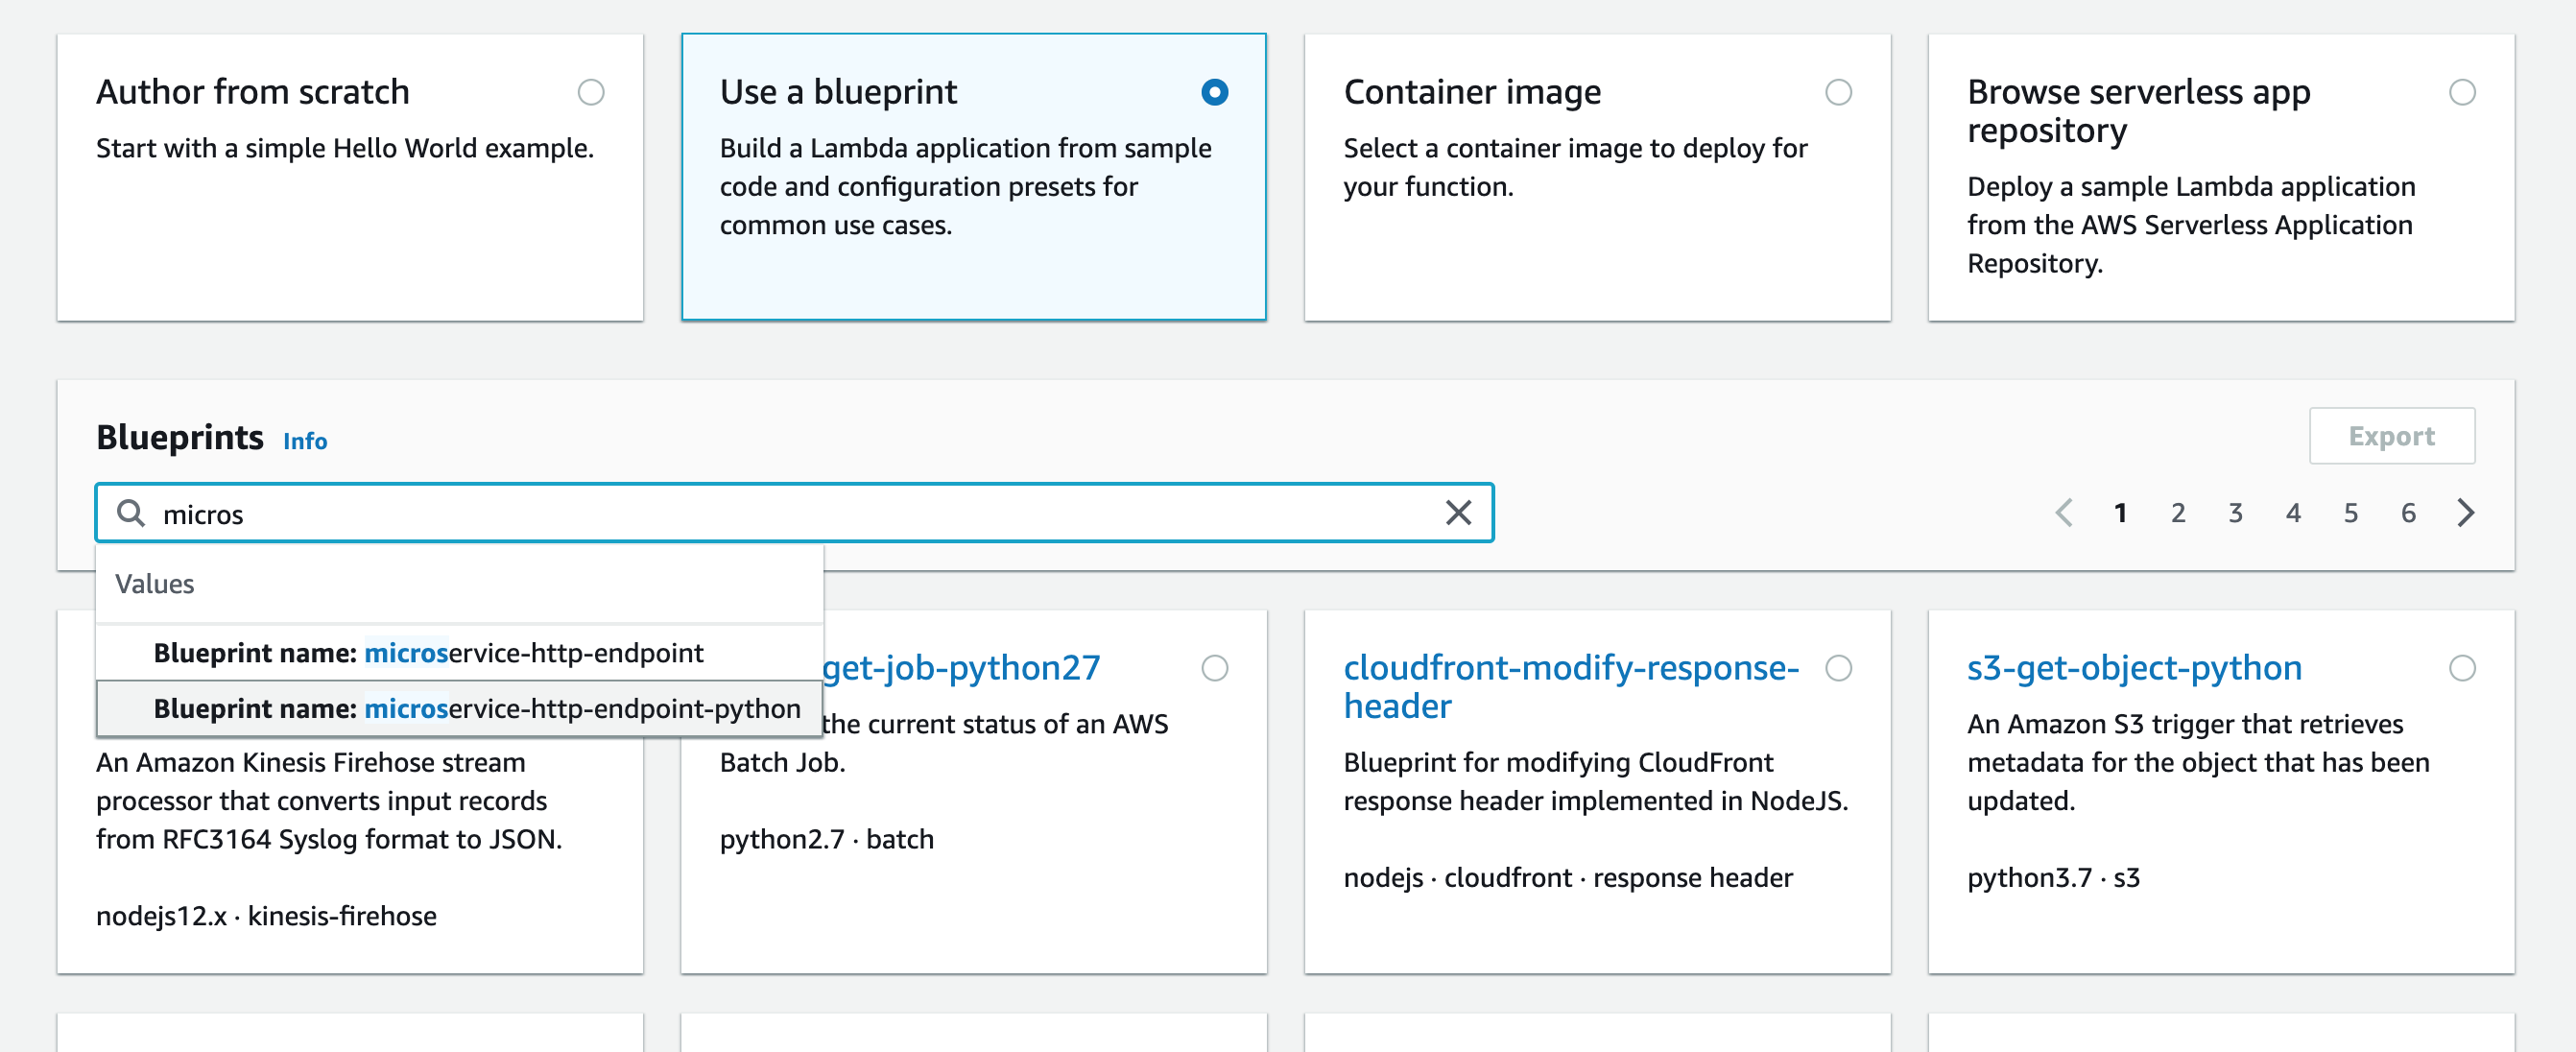 Author from scratch
Start with a simple Hello World example.
Use a blueprint
Build a Lambda application from sample
code and configuration presets for
common use cases.
Container image
Select a container image to deploy for
your function.
Browse serverless app
repository
Deploy a sample Lambda application
from the AWS Serverless Application
Repository.
Blueprints Info
Export
micros
1 2 3 4 5 6
Values
Blueprint name: microservice-http-endpoint
Blueprint name: microservice-http-endpoint-python
An Amazon Kinesis Firehose stream
processor that converts input records
from RFC3164 Syslog format to JSON.
nodejs12.x · kinesis-firehose
get-job-python27
the current status of an AWS
Batch Job.
python2.7 · batch
cloudfront-modify-response-
header
Blueprint for modifying CloudFront
response header implemented in NodeJS.
nodejs · cloudfront · response header
s3-get-object-python
An Amazon S3 trigger that retrieves
metadata for the object that has been
updated.
python3.7 · s3